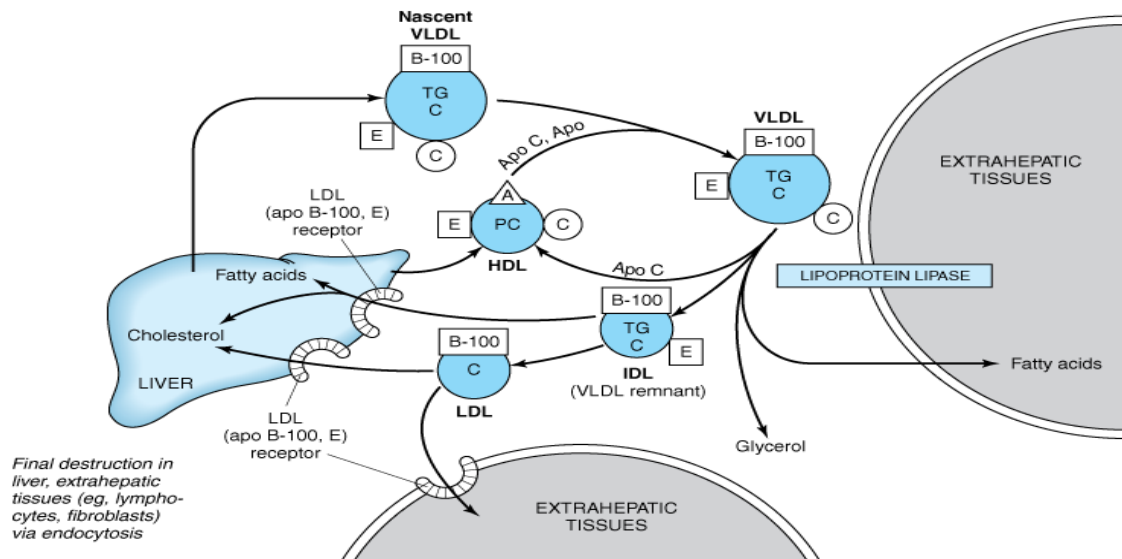 Nascent
VLDL
B-100
TG
C
E
C
Apo C, Apo
VLDL
B-100
TG
C
E
C
EXTRAHEPATIC
TISSUES
LDL
(apo B-100, E)
receptor
A
E
PC
C
HDL
Apo C
LIPOPROTEIN LIPASE
Fatty acids
Cholesterol
LIVER
B-100
TG
C
E
IDL
(VLDL remnant)
B-100
C
LDL
Fatty acids
Glycerol
LDL
(apo B-100, E)
receptor
Final destruction in
liver, extrahepatic
tissues (eg, lympho-
cytes, fibroblasts)
via endocytosis
EXTRAHEPATIC
TISSUES